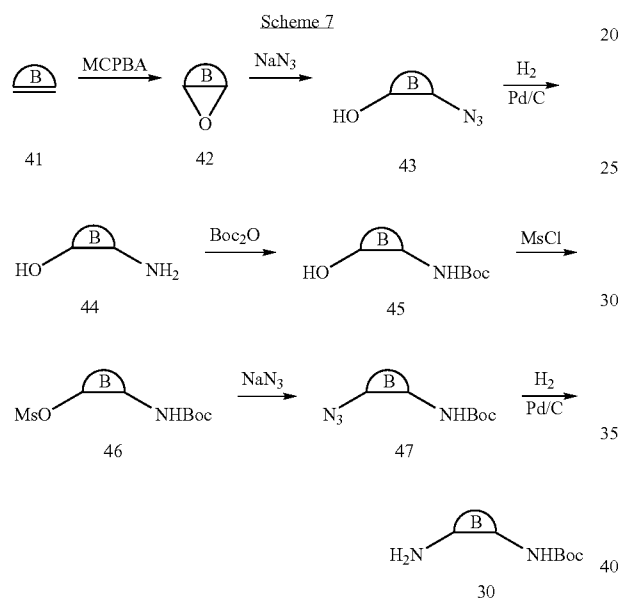 Scheme 7
20
B MCPBA B NaN3 B H2
O HO N3 Pd/C
41 42 43
25
B Boc2O B MsCl
HO NH2 HO NHBoc
44 45
30
B NaN3 B H2
MsO NHBoc N3 NHBoc Pd/C
46 47
35
B
H2N NHBoc
40
30